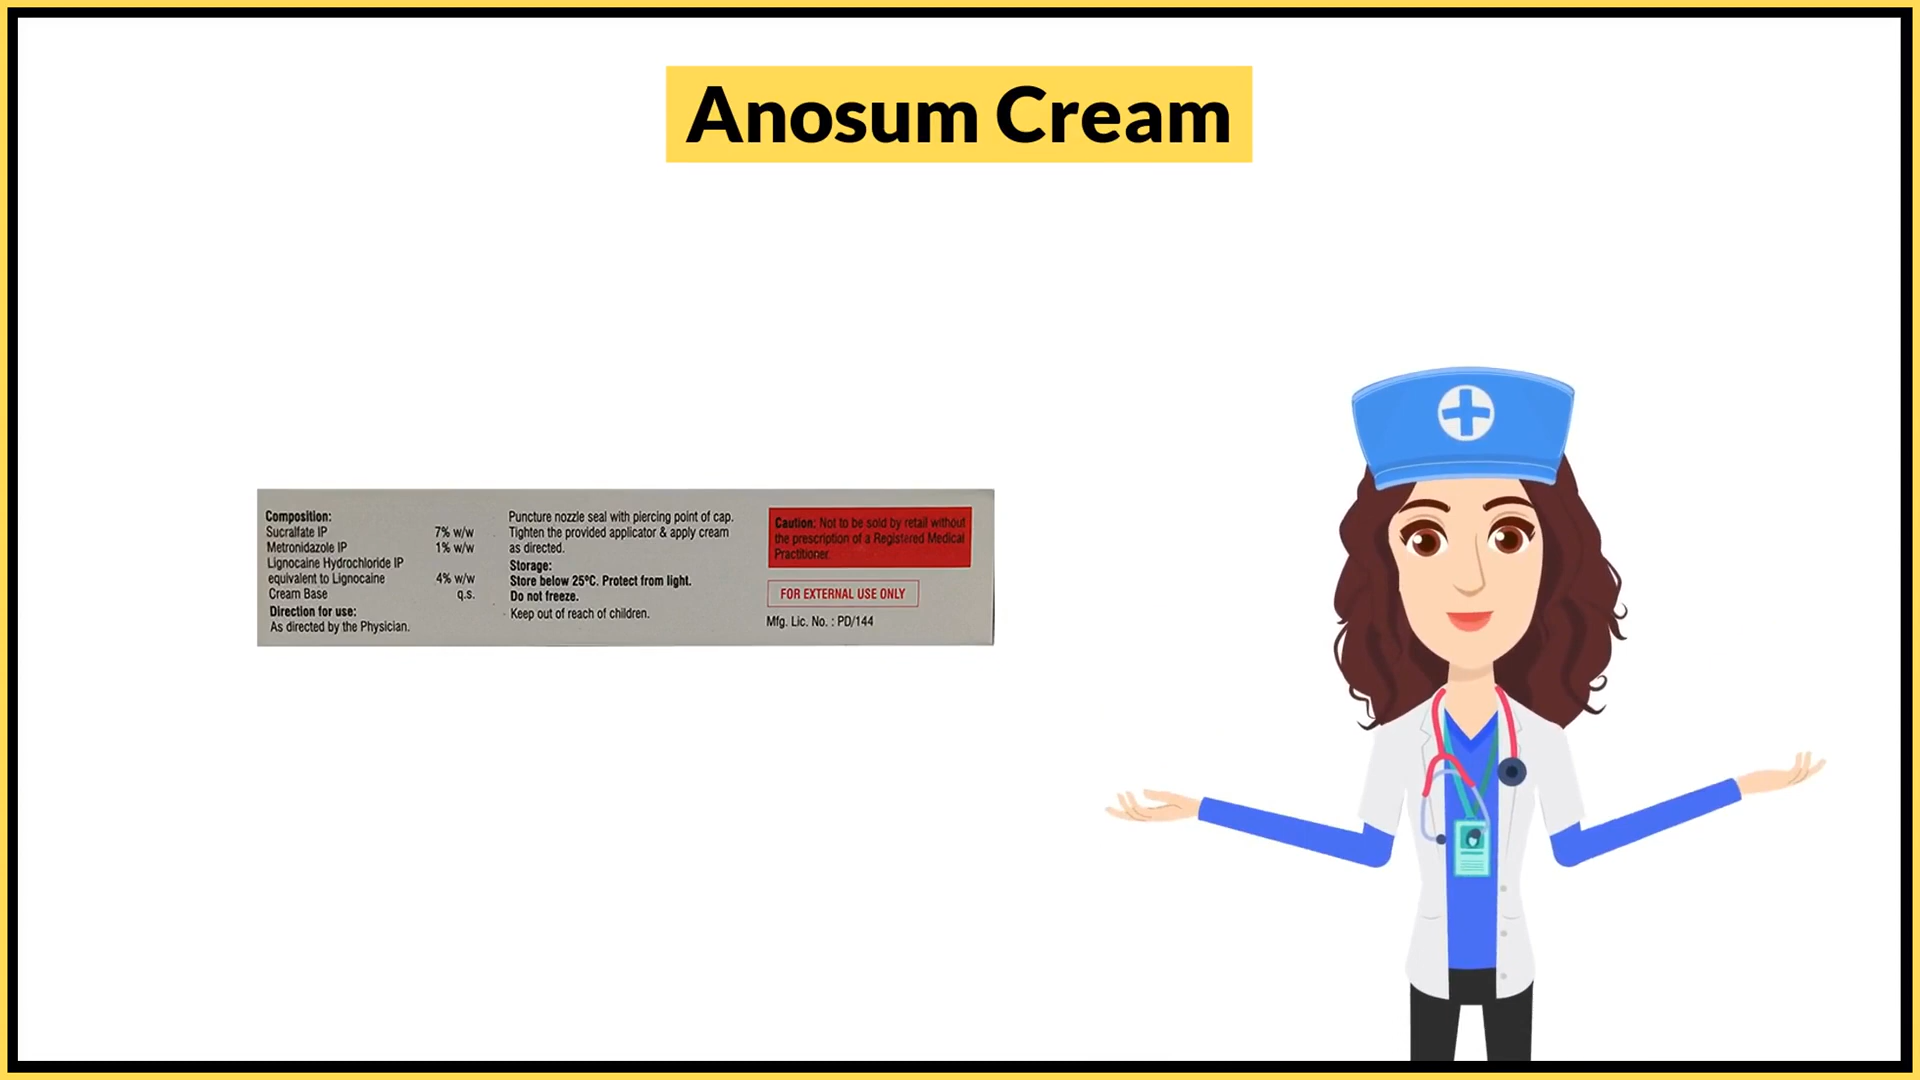 Anosum Cream
Composition:
Sucralfate IP 7% w/w
Metronidazole IP 1% w/w
Lignocaine Hydrochloride IP
equivalent to Lignocaine 4% w/w
Cream Base q.s.
Direction for use:
As directed by the Physician.
Puncture nozzle seal with piercing point of cap.
Tighten the provided applicator & apply cream
as directed.
Storage:
Store below 25°C. Protect from light.
Do not freeze.
Keep out of reach of children.
Caution: Not to be sold by retail without
the prescription of a Registered Medical
Practitioner
FOR EXTERNAL USE ONLY
Mfg. Lic. No. : PD/144